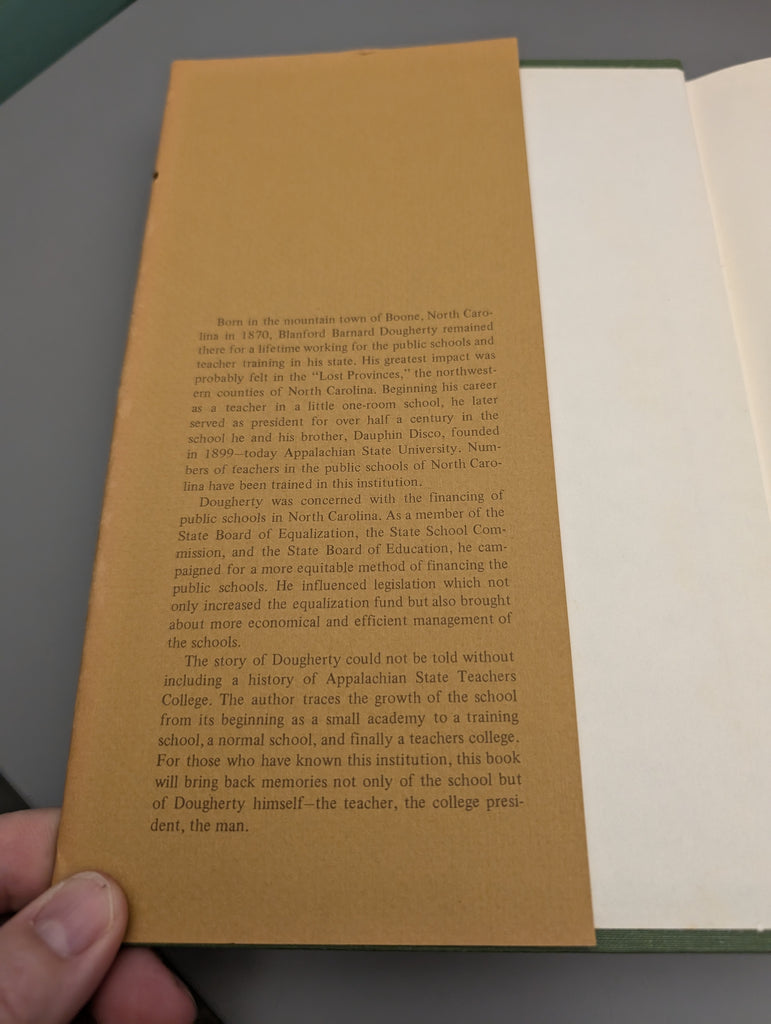 Born in the mountain town of Boone, North Caro-
lina in 1870, Blanford Barnard Dougherty remained
there for a lifetime working for the public schools and
teacher training in his state. His greatest impact was
probably felt in the “Lost Provinces,” the northwest-
ern counties of North Carolina. Beginning his career
as a teacher in a little one-room school, he later
served as president for over half a century in the
school he and his brother, Dauphin Disco, founded
in 1899—today Appalachian State University. Num-
bers of teachers in the public schools of North Caro-
lina have been trained in this institution.
Dougherty was concerned with the financing of
public schools in North Carolina. As a member of the
State Board of Equalization, the State School Com-
mission, and the State Board of Education, he cam-
paigned for a more equitable method of financing the
public schools. He influenced legislation which not
only increased the equalization fund but also brought
about more economical and efficient management of
the schools.
The story of Dougherty could not be told without
including a history of Appalachian State Teachers
College. The author traces the growth of the school
from its beginning as a small academy to a training
school, a normal school, and finally a teachers college.
For those who have known this institution, this book
will bring back memories not only of the school but
of Dougherty himself—the teacher, the college presi-
dent, the man.